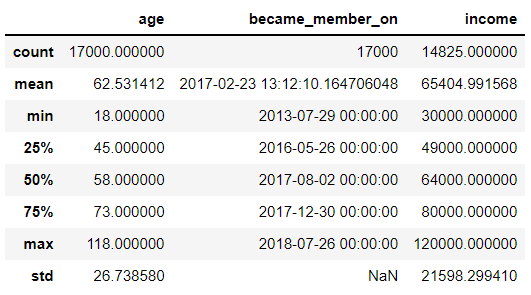 age became_member_on income
count 17000.000000 17000 14825.000000
mean 62.531412 2017-02-23 13:12:10.164706048 65404.991568
min 18.000000 2013-07-29 00:00:00 30000.000000
25% 45.000000 2016-05-26 00:00:00 49000.000000
50% 58.000000 2017-08-02 00:00:00 64000.000000
75% 73.000000 2017-12-30 00:00:00 80000.000000
max 118.000000 2018-07-26 00:00:00 120000.000000
std 26.738580 NaN 21598.299410